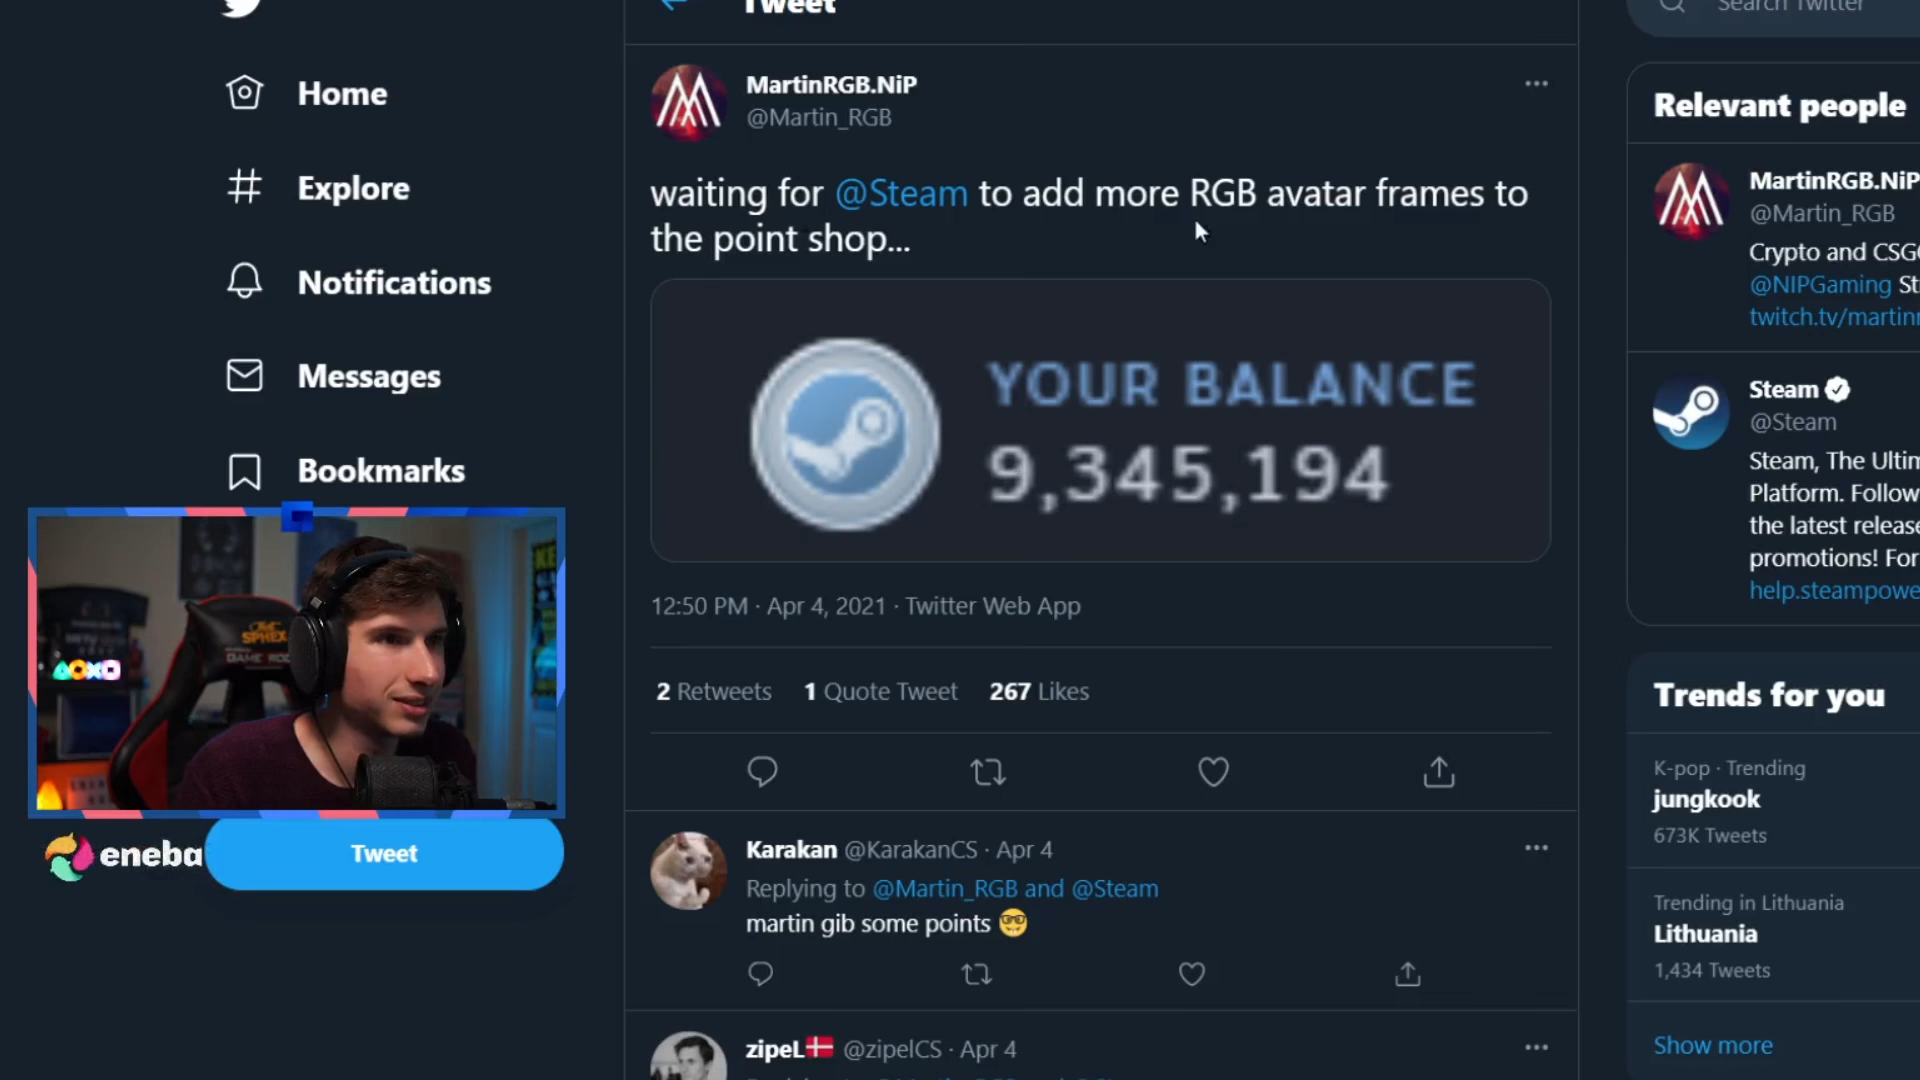 Tweet
Search Twitter
Home
Explore
Notifications
Messages
Bookmarks
MartinRGB.NiP
@Martin_RGB
waiting for @Steam to add more RGB avatar frames to
the point shop...
YOUR BALANCE
9,345,194
12:50 PM · Apr 4, 2021 · Twitter Web App
2 Retweets 1 Quote Tweet 267 Likes
Karakan @KarakanCS · Apr 4
Replying to @Martin_RGB and @Steam
martin gib some points 🤓
zipeL🇩🇰 @zipelCS · Apr 4
Relevant people
MartinRGB.NiP
@Martin_RGB
Crypto and CSG
@NIPGaming St
twitch.tv/martin
Steam
@Steam
Steam, The Ultim
Platform. Follow
the latest release
promotions! For
help.steampowe
Trends for you
K-pop · Trending
jungkook
673K Tweets
Trending in Lithuania
Lithuania
1,434 Tweets
Show more
SPHEX
GAME ROO
eneba
Tweet